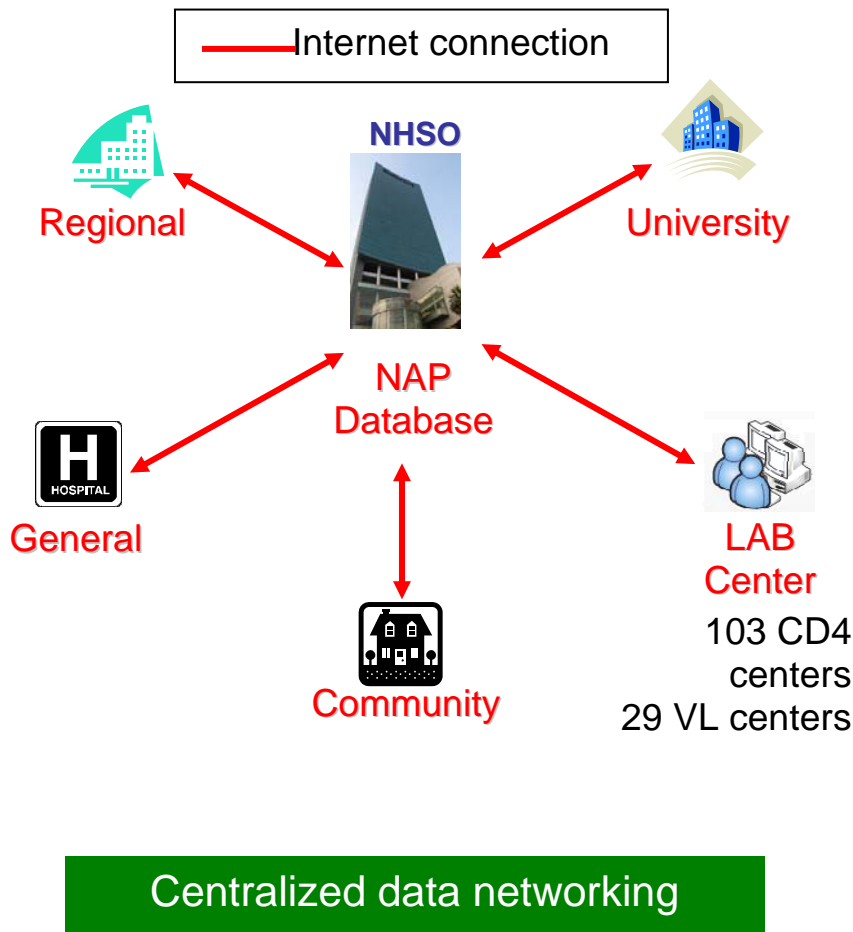 Internet connection
NHSO
Regional
University
NAP
Database
H
HOSPITAL
General
LAB
Center
103 CD4
centers
29 VL centers
Community
Centralized data networking